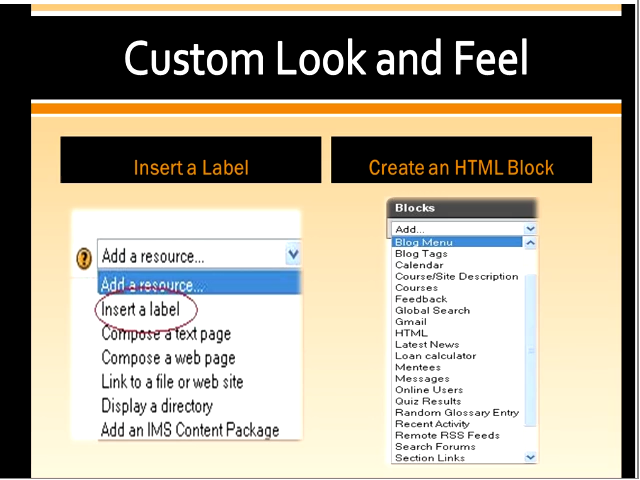 Custom Look and Feel
Insert a Label
Create an HTML Block
?
Add a resource...
Add a resource...
Insert a label
Compose a text page
Compose a web page
Link to a file or web site
Display a directory
Add an IMS Content Package
Blocks
Add...
Blog Menu
Blog Tags
Calendar
Course/Site Description
Courses
Feedback
Global Search
Gmail
HTML
Latest News
Loan calculator
Mentees
Messages
Online Users
Quiz Results
Random Glossary Entry
Recent Activity
Remote RSS Feeds
Search Forums
Section Links